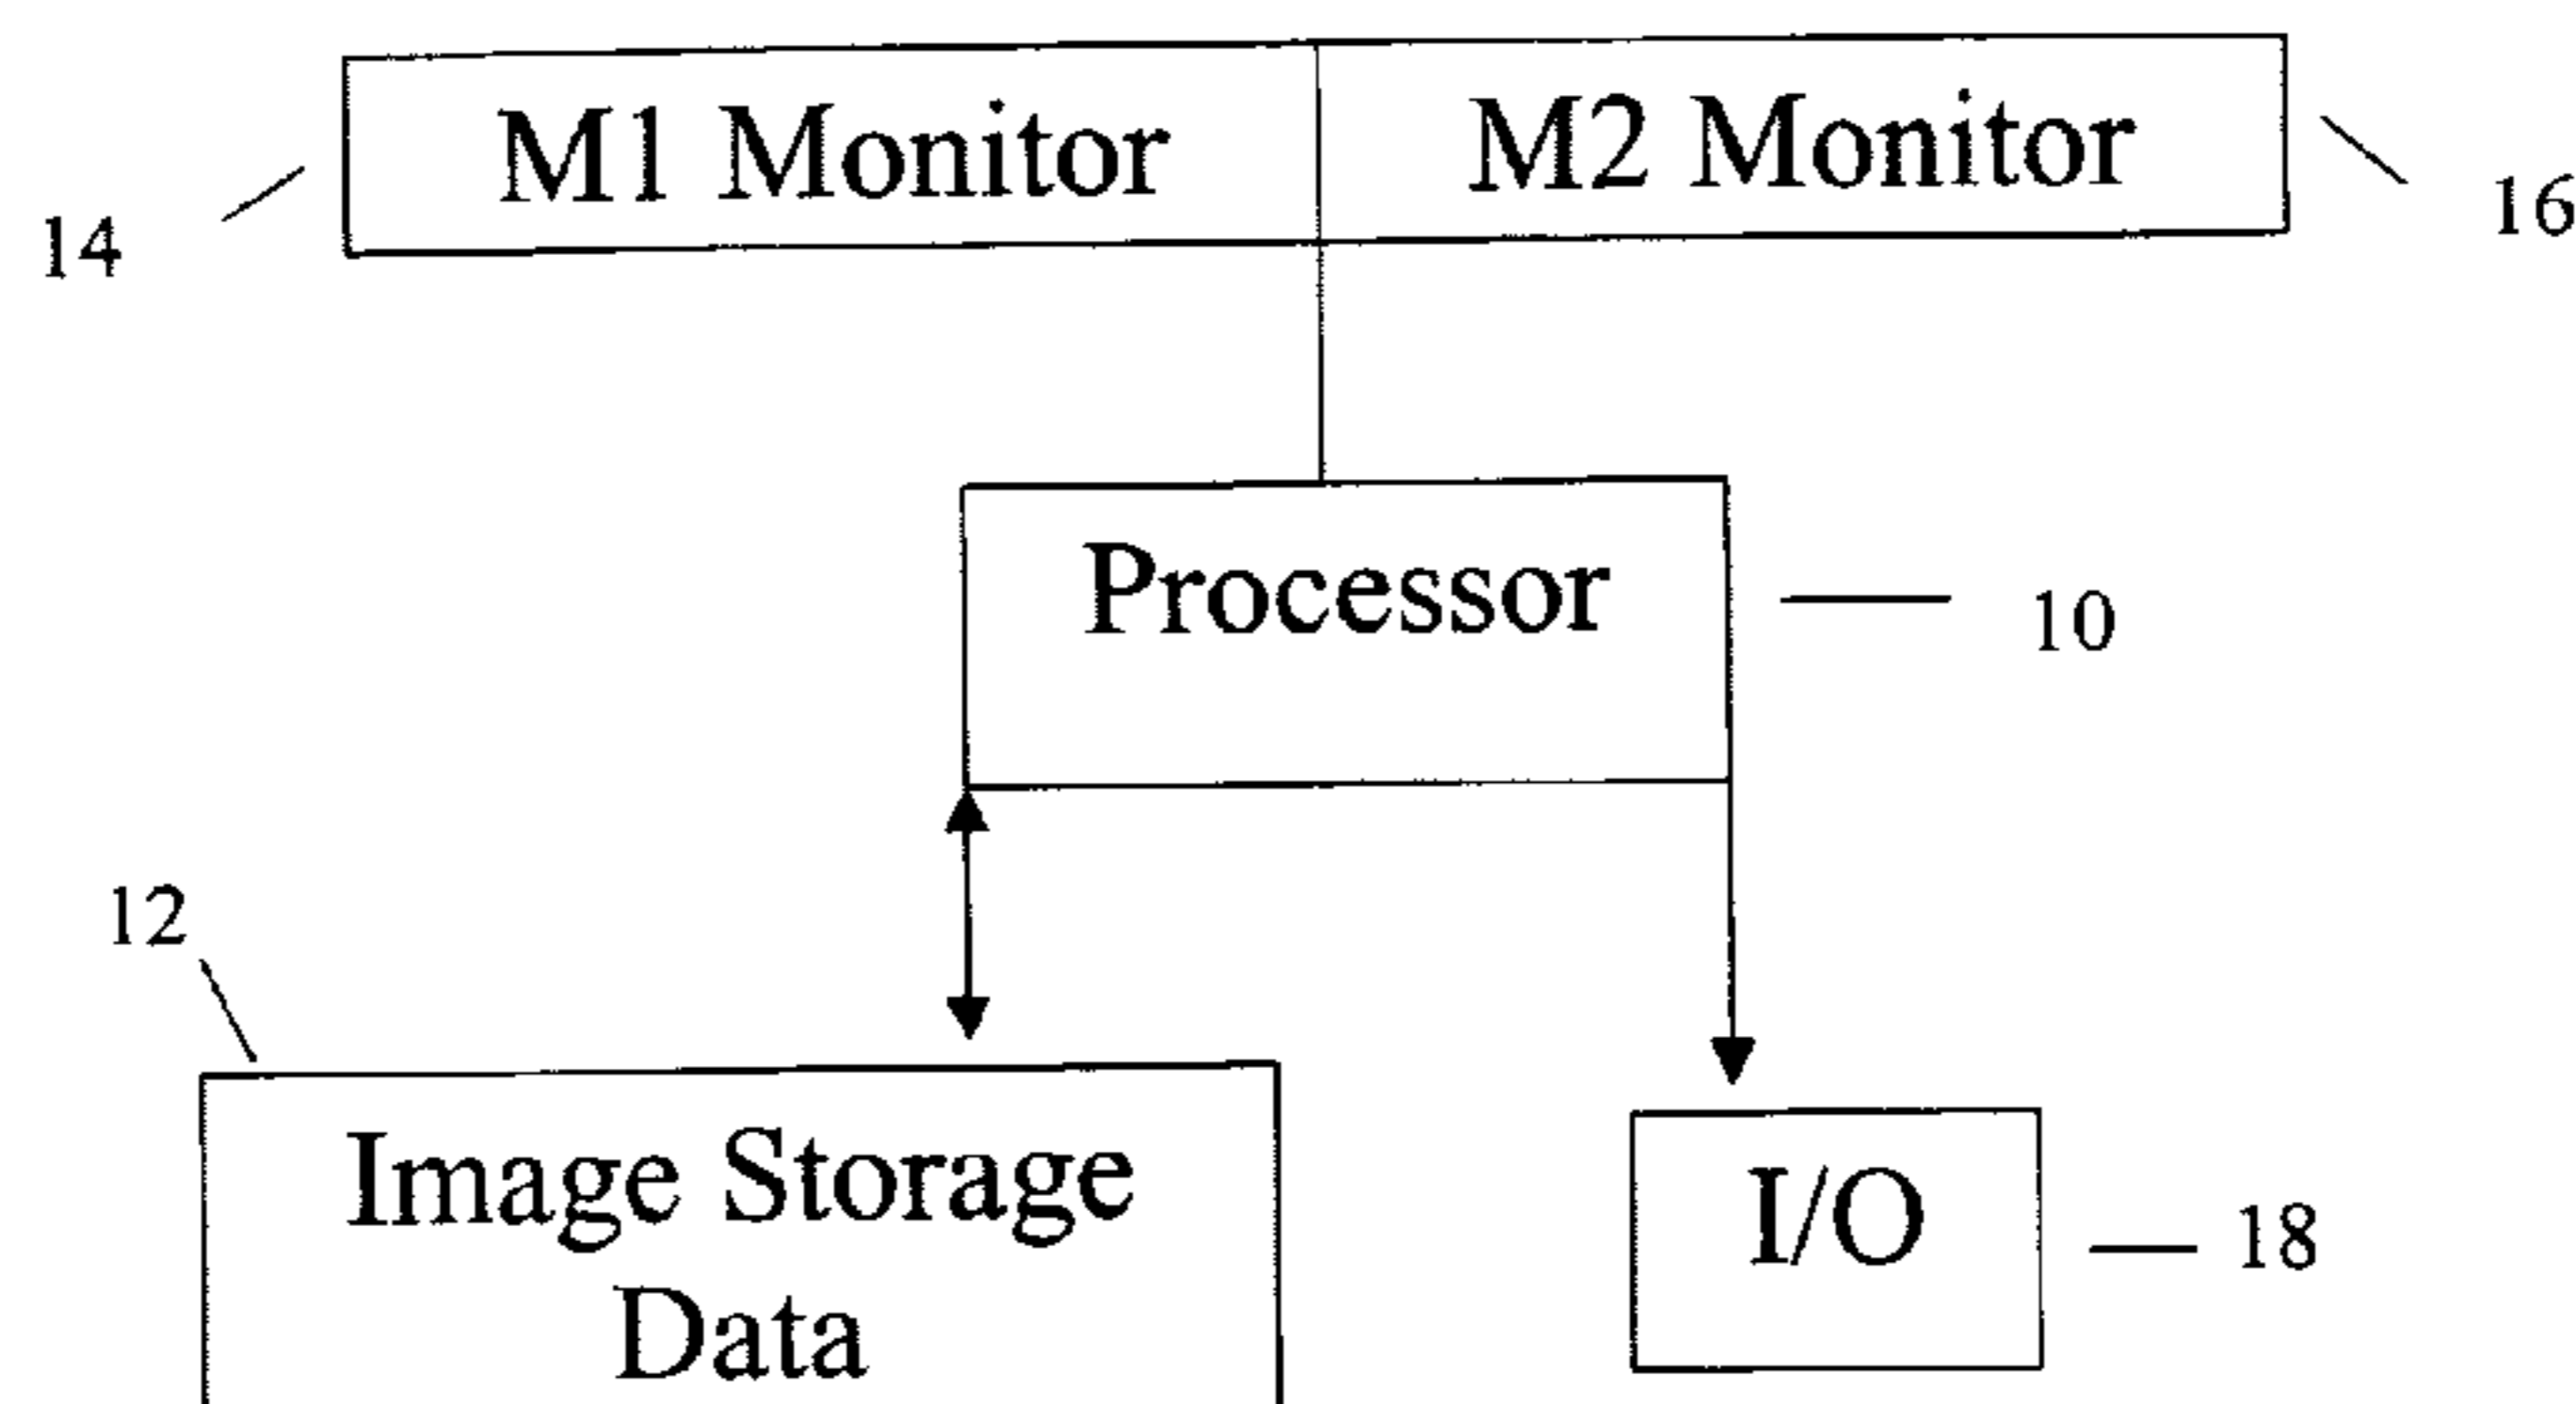 M1 Monitor
M2 Monitor
14
16
Processor
10
12
Image Storage
Data
I/O
18